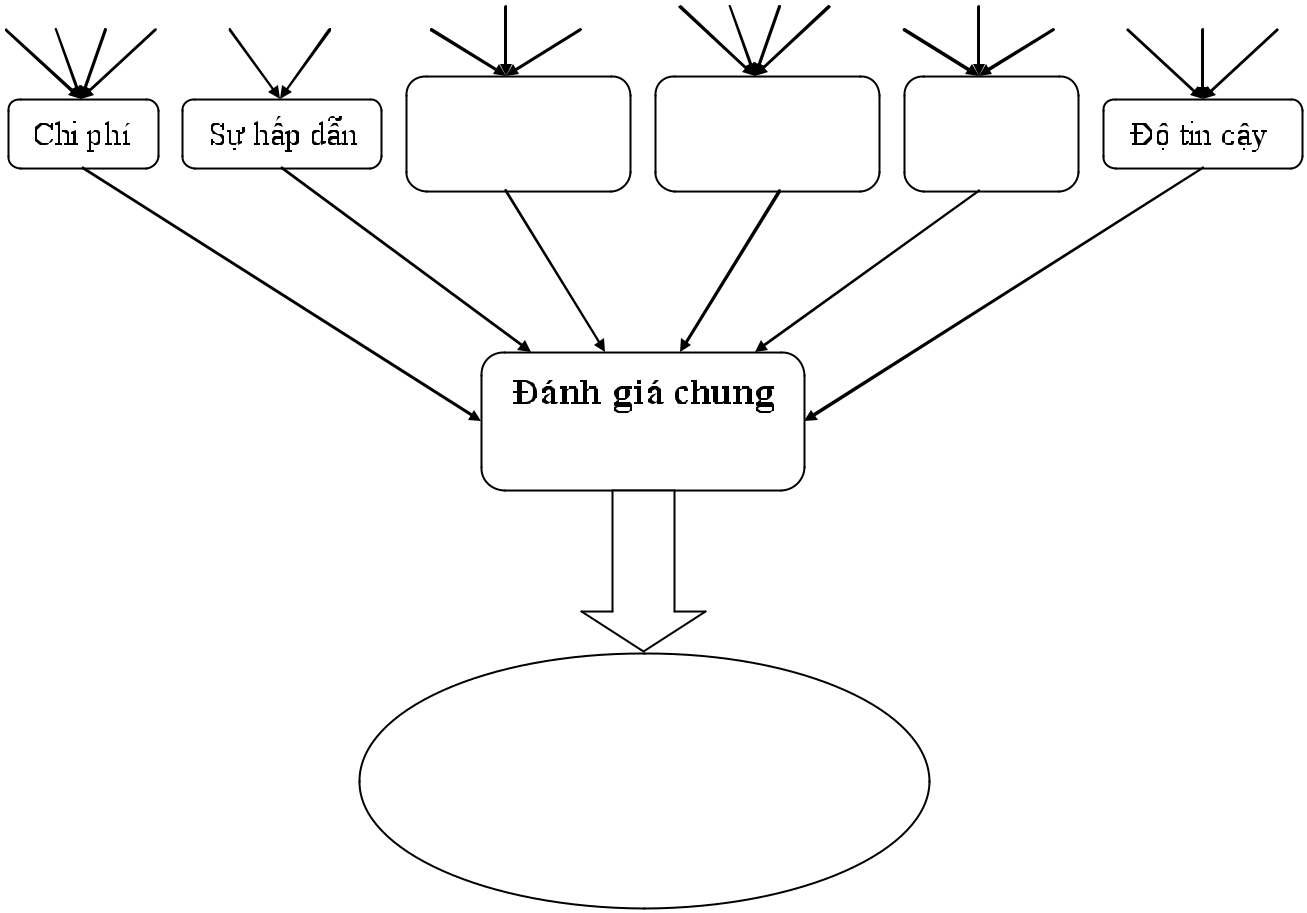 Chi phí
Sự hấp dẫn
Độ tin cậy
Đánh giá chung